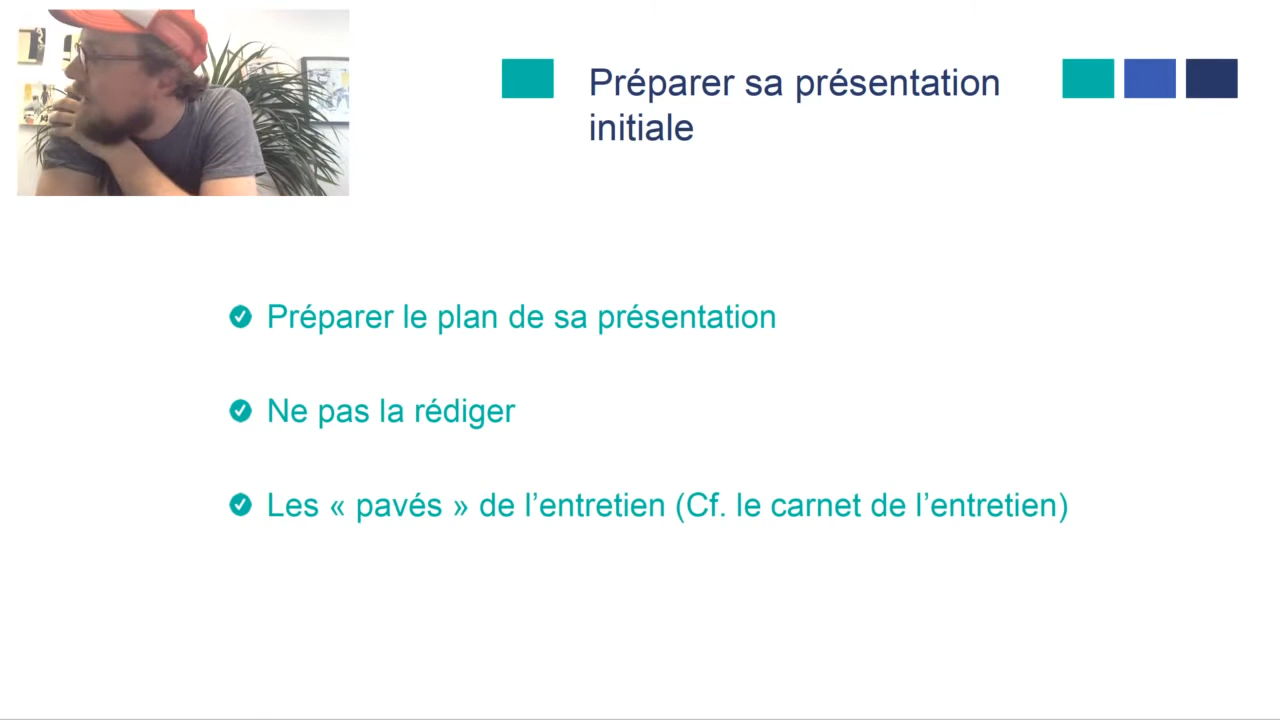 Préparer sa présentation
initiale
Préparer le plan de sa présentation
Ne pas la rédiger
Les « pavés » de l’entretien (Cf. le carnet de l’entretien)